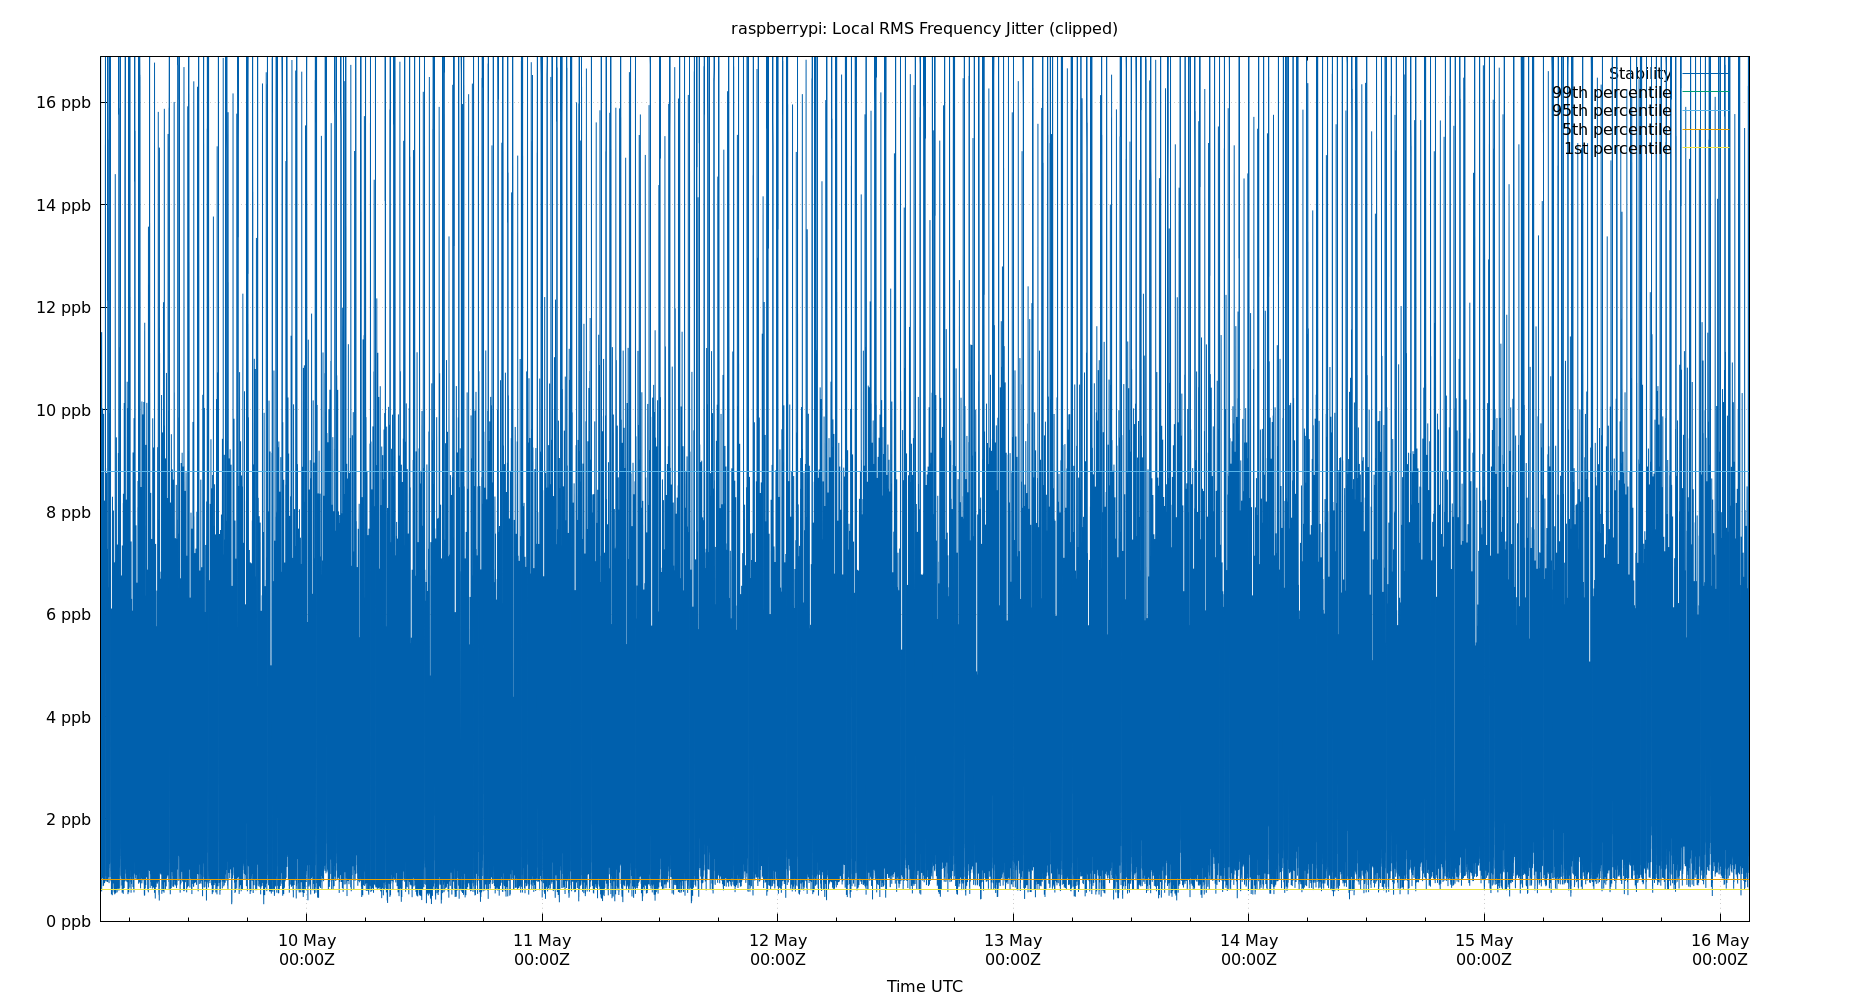 raspberrypi: Local RMS Frequency Jitter (clipped)
Stability
99th percentile
95th percentile
5th percentile
1st percentile
16 ppb
14 ppb
12 ppb
10 ppb
8 ppb
6 ppb
4 ppb
2 ppb
0 ppb
10 May 11 May 12 May 13 May 14 May 15 May 16 May
00:00Z 00:00Z 00:00Z 00:00Z 00:00Z 00:00Z 00:00Z
Time UTC